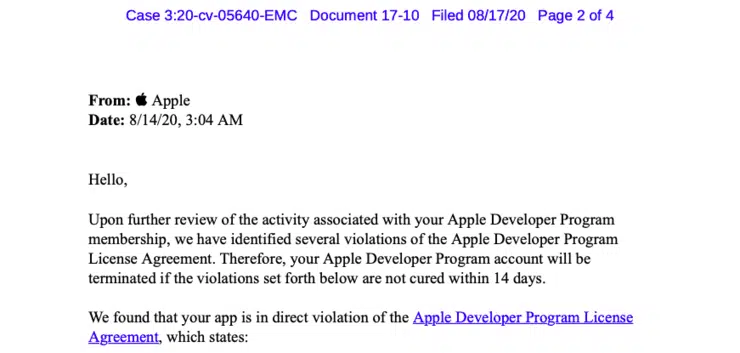 Case 3:20-cv-05640-EMC Document 17-10 Filed 08/17/20 Page 2 of 4
From: Apple
Date: 8/14/20, 3:04 AM
Hello,
Upon further review of the activity associated with your Apple Developer Program
membership, we have identified several violations of the Apple Developer Program
License Agreement. Therefore, your Apple Developer Program account will be
terminated if the violations set forth below are not cured within 14 days.
We found that your app is in direct violation of the Apple Developer Program License
Agreement, which states: